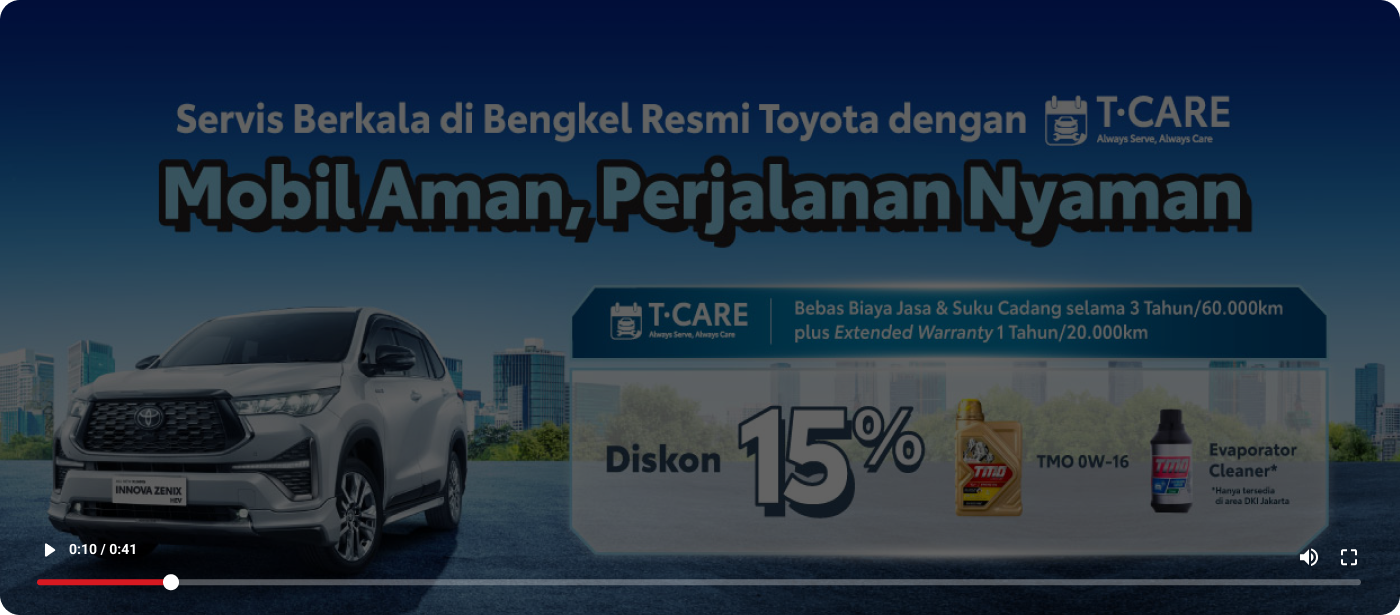 Servis Berkala di Bengkel Resmi Toyota dengan T·CARE
Always Serve, Always Care
Mobil Aman, Perjalanan Nyaman
T·CARE
Always Serve, Always Care
Bebas Biaya Jasa & Suku Cadang selama 3 Tahun/60.000km
plus Extended Warranty 1 Tahun/20.000km
Diskon 15%
TMO
TMO 0W-16
TMO
Evaporator
Cleaner*
*Hanya tersedia
di area DKI Jakarta
INNOVA ZENIX
HEV
0:10 / 0:41